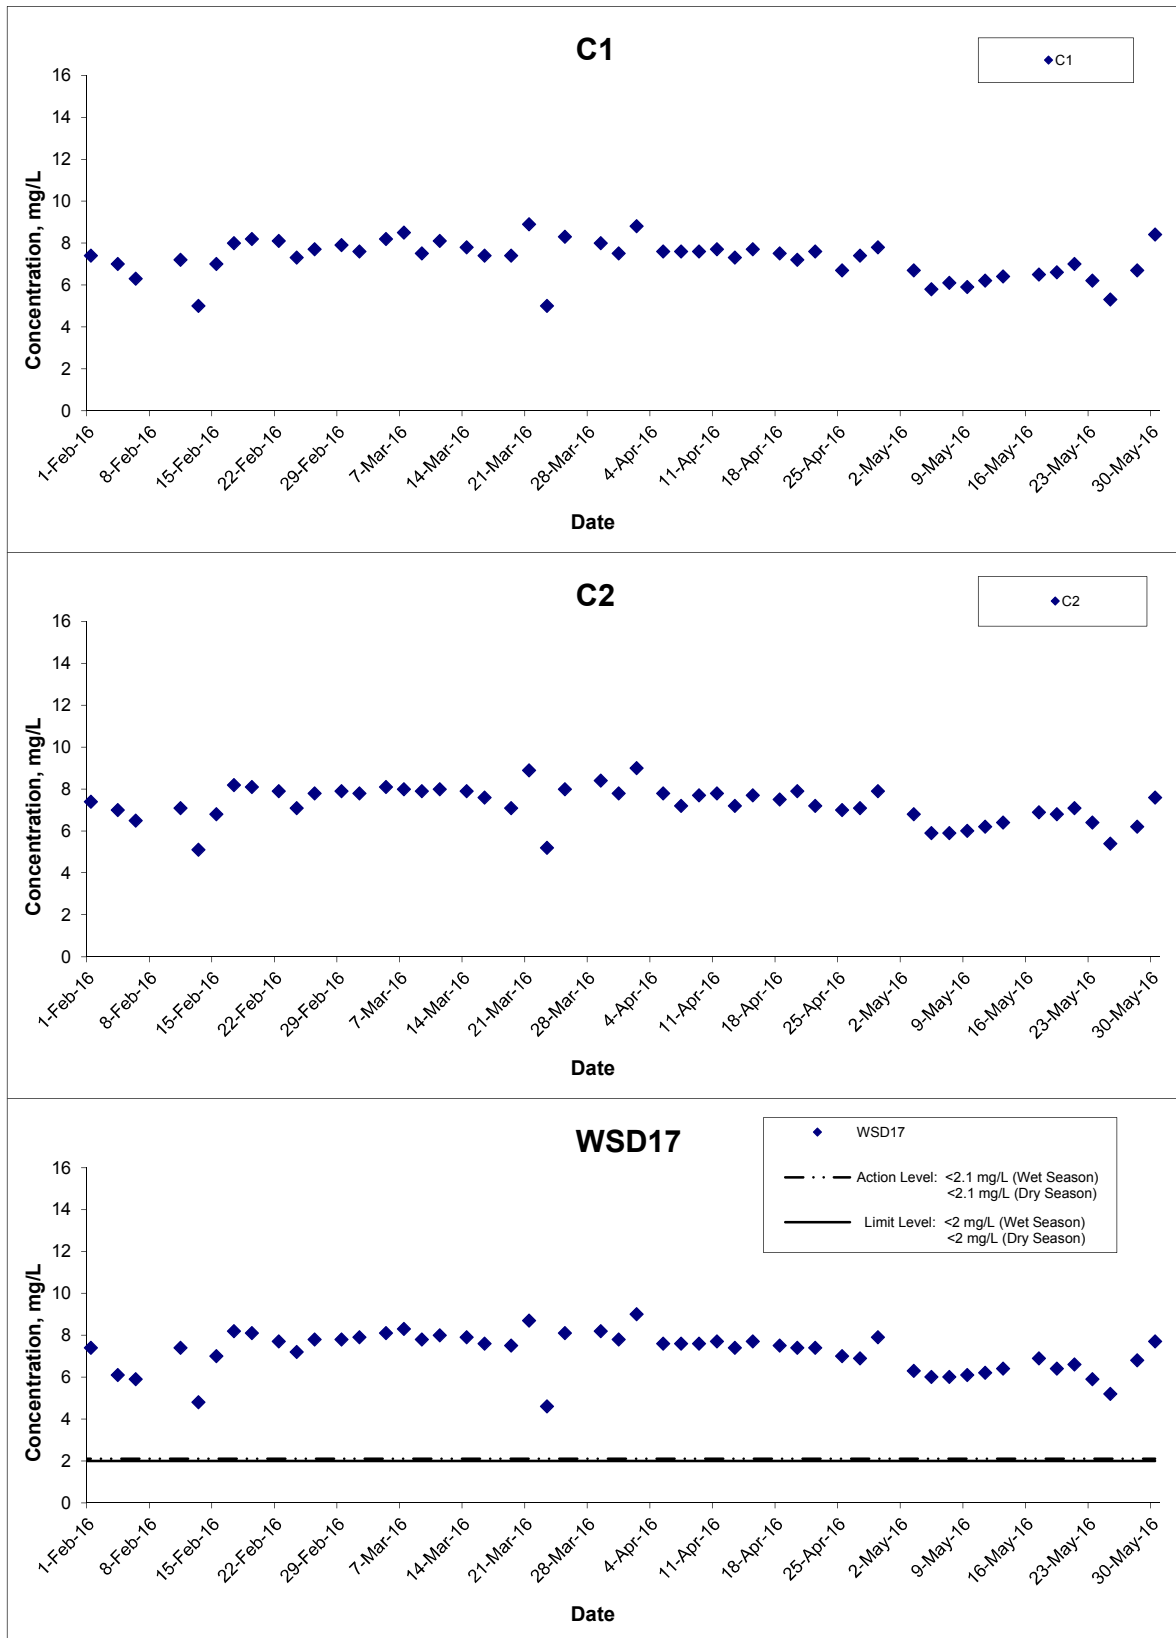 C1
C1
16
14
12
10
8
6
4
2
0
Concentration, mg/L
1-Feb-16
8-Feb-16
15-Feb-16
22-Feb-16
29-Feb-16
7-Mar-16
14-Mar-16
21-Mar-16
28-Mar-16
4-Apr-16
11-Apr-16
18-Apr-16
25-Apr-16
2-May-16
9-May-16
16-May-16
23-May-16
30-May-16
Date
C2
C2
16
14
12
10
8
6
4
2
0
Concentration, mg/L
1-Feb-16
8-Feb-16
15-Feb-16
22-Feb-16
29-Feb-16
7-Mar-16
14-Mar-16
21-Mar-16
28-Mar-16
4-Apr-16
11-Apr-16
18-Apr-16
25-Apr-16
2-May-16
9-May-16
16-May-16
23-May-16
30-May-16
Date
WSD17
WSD17
Action Level: <2.1 mg/L (Wet Season)
<2.1 mg/L (Dry Season)
Limit Level: <2 mg/L (Wet Season)
<2 mg/L (Dry Season)
16
14
12
10
8
6
4
2
0
Concentration, mg/L
1-Feb-16
8-Feb-16
15-Feb-16
22-Feb-16
29-Feb-16
7-Mar-16
14-Mar-16
21-Mar-16
28-Mar-16
4-Apr-16
11-Apr-16
18-Apr-16
25-Apr-16
2-May-16
9-May-16
16-May-16
23-May-16
30-May-16
Date